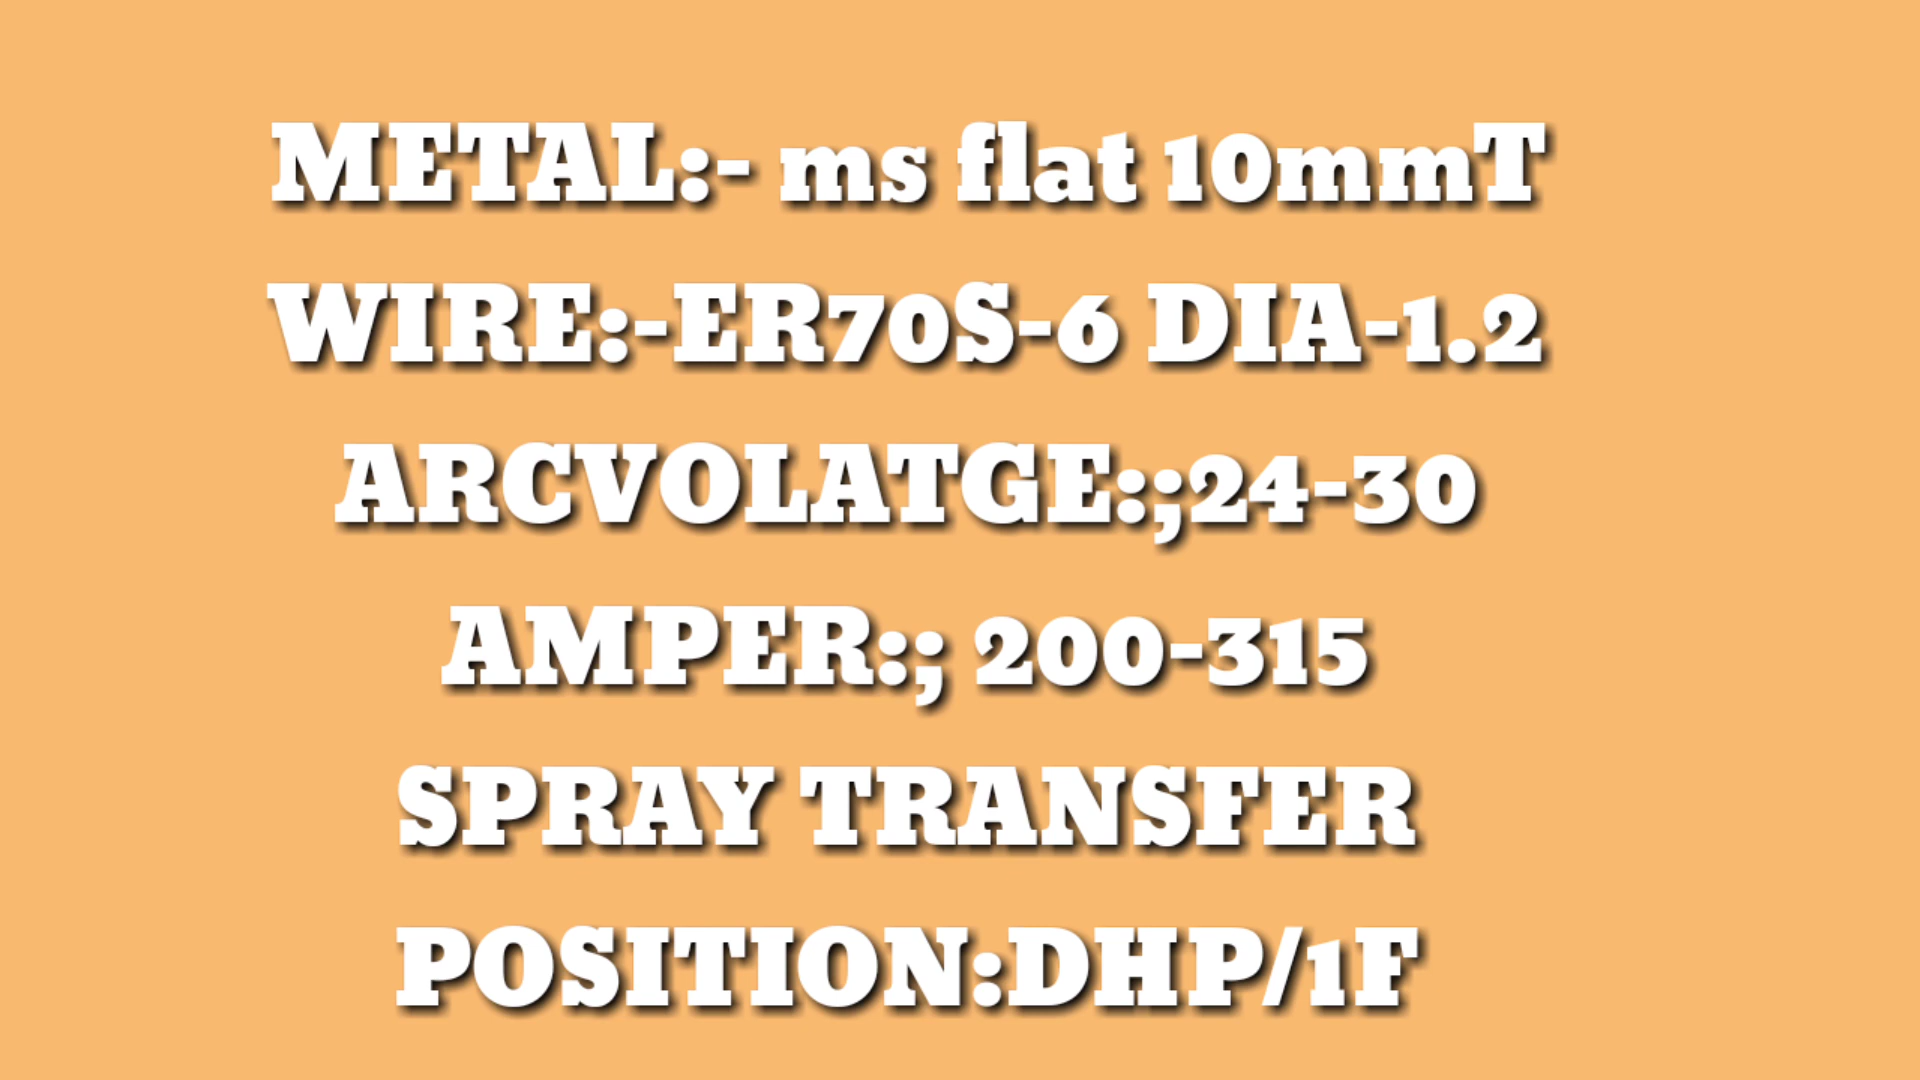 METAL:- ms flat 10mmT
WIRE:-ER70S-6 DIA-1.2
ARCVOLATGE:;24-30
AMPER:; 200-315
SPRAY TRANSFER
POSITION:DHP/1F